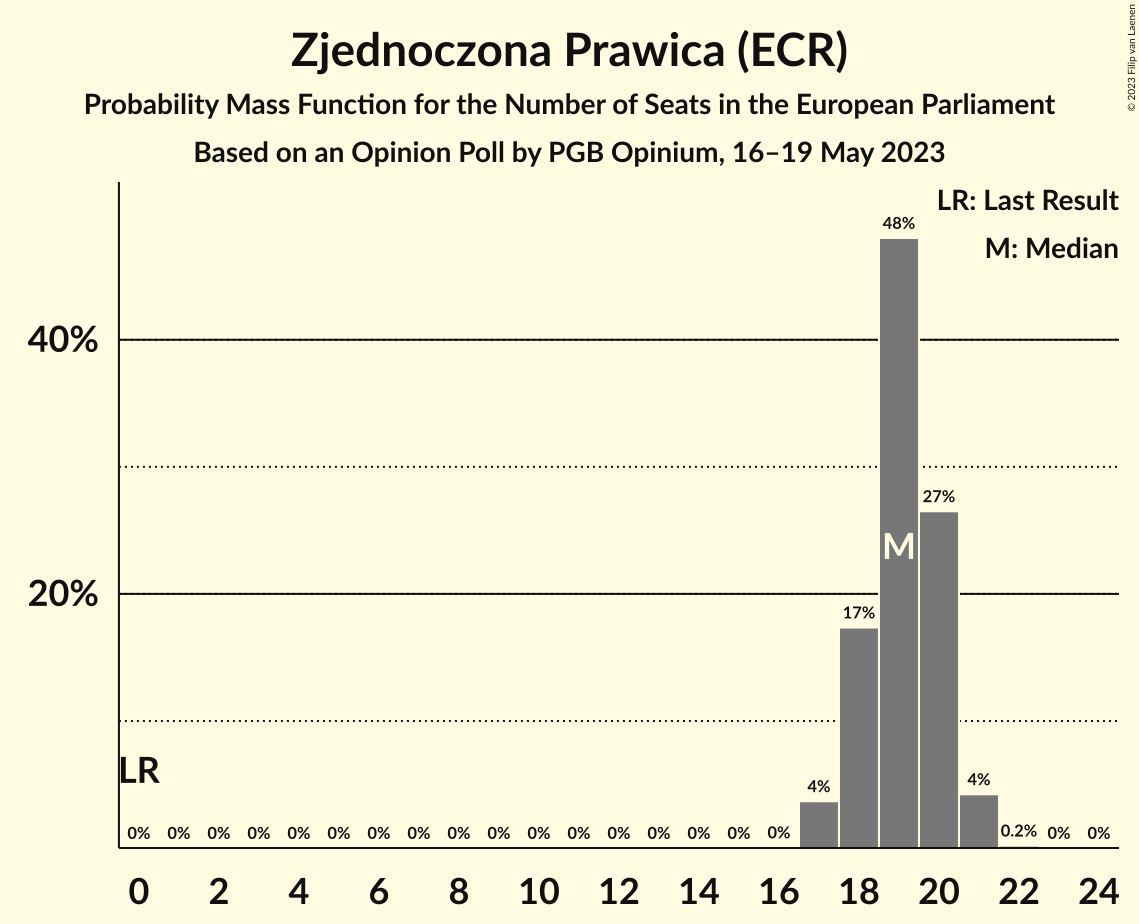 Zjednoczona Prawica (ECR)
Probability Mass Function for the Number of Seats in the European Parliament
Based on an Opinion Poll by PGB Opinium, 16–19 May 2023
© 2023 Filip van Laenen
LR: Last Result
M: Median
48%
40%
27%
M
20%
17%
LR
4%
4%
0% 0% 0% 0% 0% 0% 0% 0% 0% 0% 0% 0% 0% 0% 0% 0% 0% 0.2% 0% 0%
0 2 4 6 8 10 12 14 16 18 20 22 24